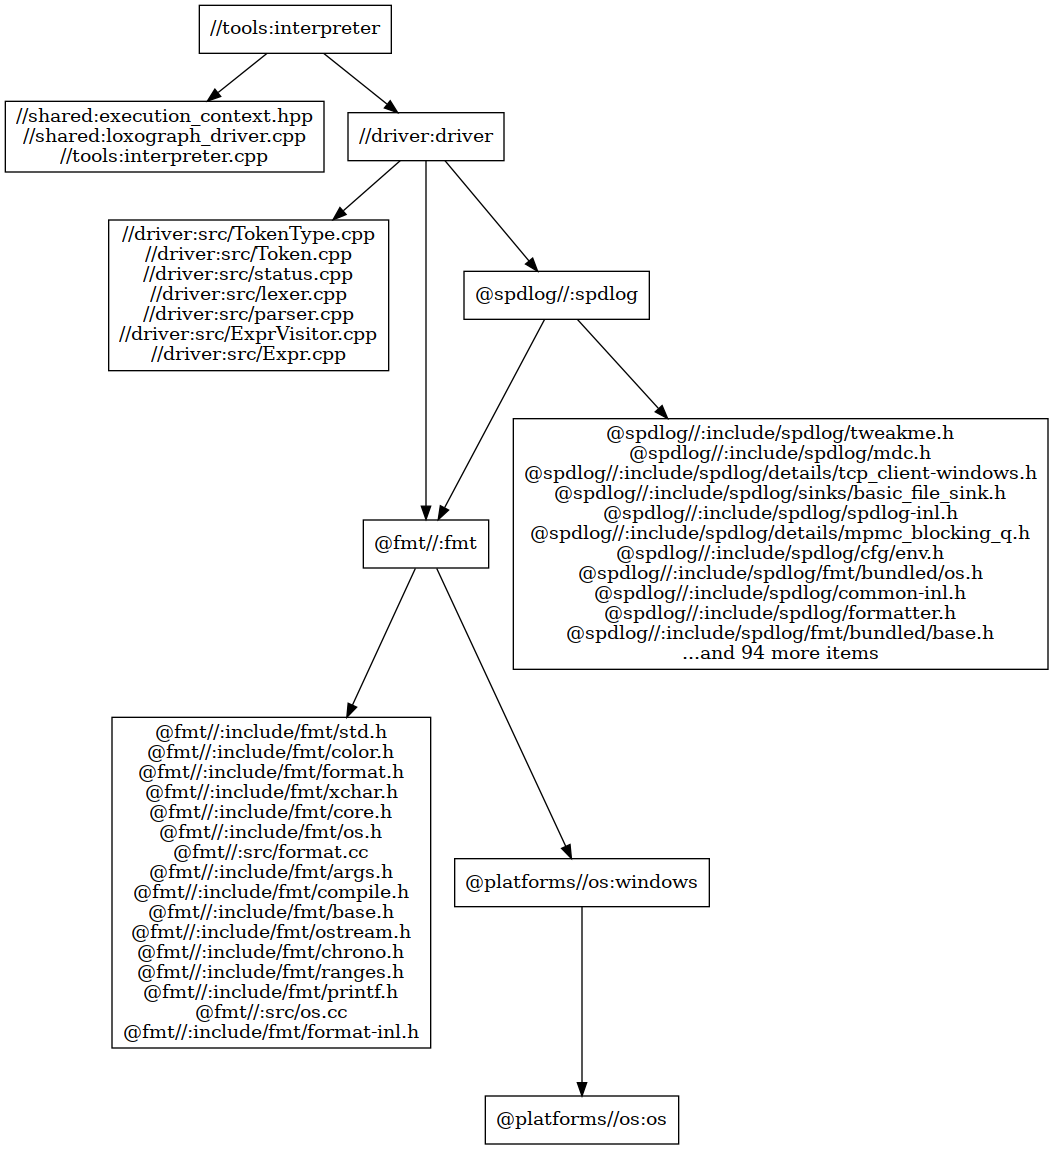 //tools:interpreter
//shared:execution_context.hpp
//shared:loxograph_driver.cpp
//tools:interpreter.cpp
//driver:driver
//driver:src/TokenType.cpp
//driver:src/Token.cpp
//driver:src/status.cpp
//driver:src/lexer.cpp
//driver:src/parser.cpp
//driver:src/ExprVisitor.cpp
//driver:src/Expr.cpp
@spdlog//:spdlog
@spdlog//:include/spdlog/tweakme.h
@spdlog//:include/spdlog/mdc.h
@spdlog//:include/spdlog/details/tcp_client-windows.h
@spdlog//:include/spdlog/sinks/basic_file_sink.h
@spdlog//:include/spdlog/spdlog-inl.h
@spdlog//:include/spdlog/details/mpmc_blocking_q.h
@spdlog//:include/spdlog/cfg/env.h
@spdlog//:include/spdlog/fmt/bundled/os.h
@spdlog//:include/spdlog/common-inl.h
@spdlog//:include/spdlog/formatter.h
@spdlog//:include/spdlog/fmt/bundled/base.h
...and 94 more items
@fmt//:fmt
@fmt//:include/fmt/std.h
@fmt//:include/fmt/color.h
@fmt//:include/fmt/format.h
@fmt//:include/fmt/xchar.h
@fmt//:include/fmt/core.h
@fmt//:include/fmt/os.h
@fmt//:src/format.cc
@fmt//:include/fmt/args.h
@fmt//:include/fmt/compile.h
@fmt//:include/fmt/base.h
@fmt//:include/fmt/ostream.h
@fmt//:include/fmt/chrono.h
@fmt//:include/fmt/ranges.h
@fmt//:include/fmt/printf.h
@fmt//:src/os.cc
@fmt//:include/fmt/format-inl.h
@platforms//os:windows
@platforms//os:os